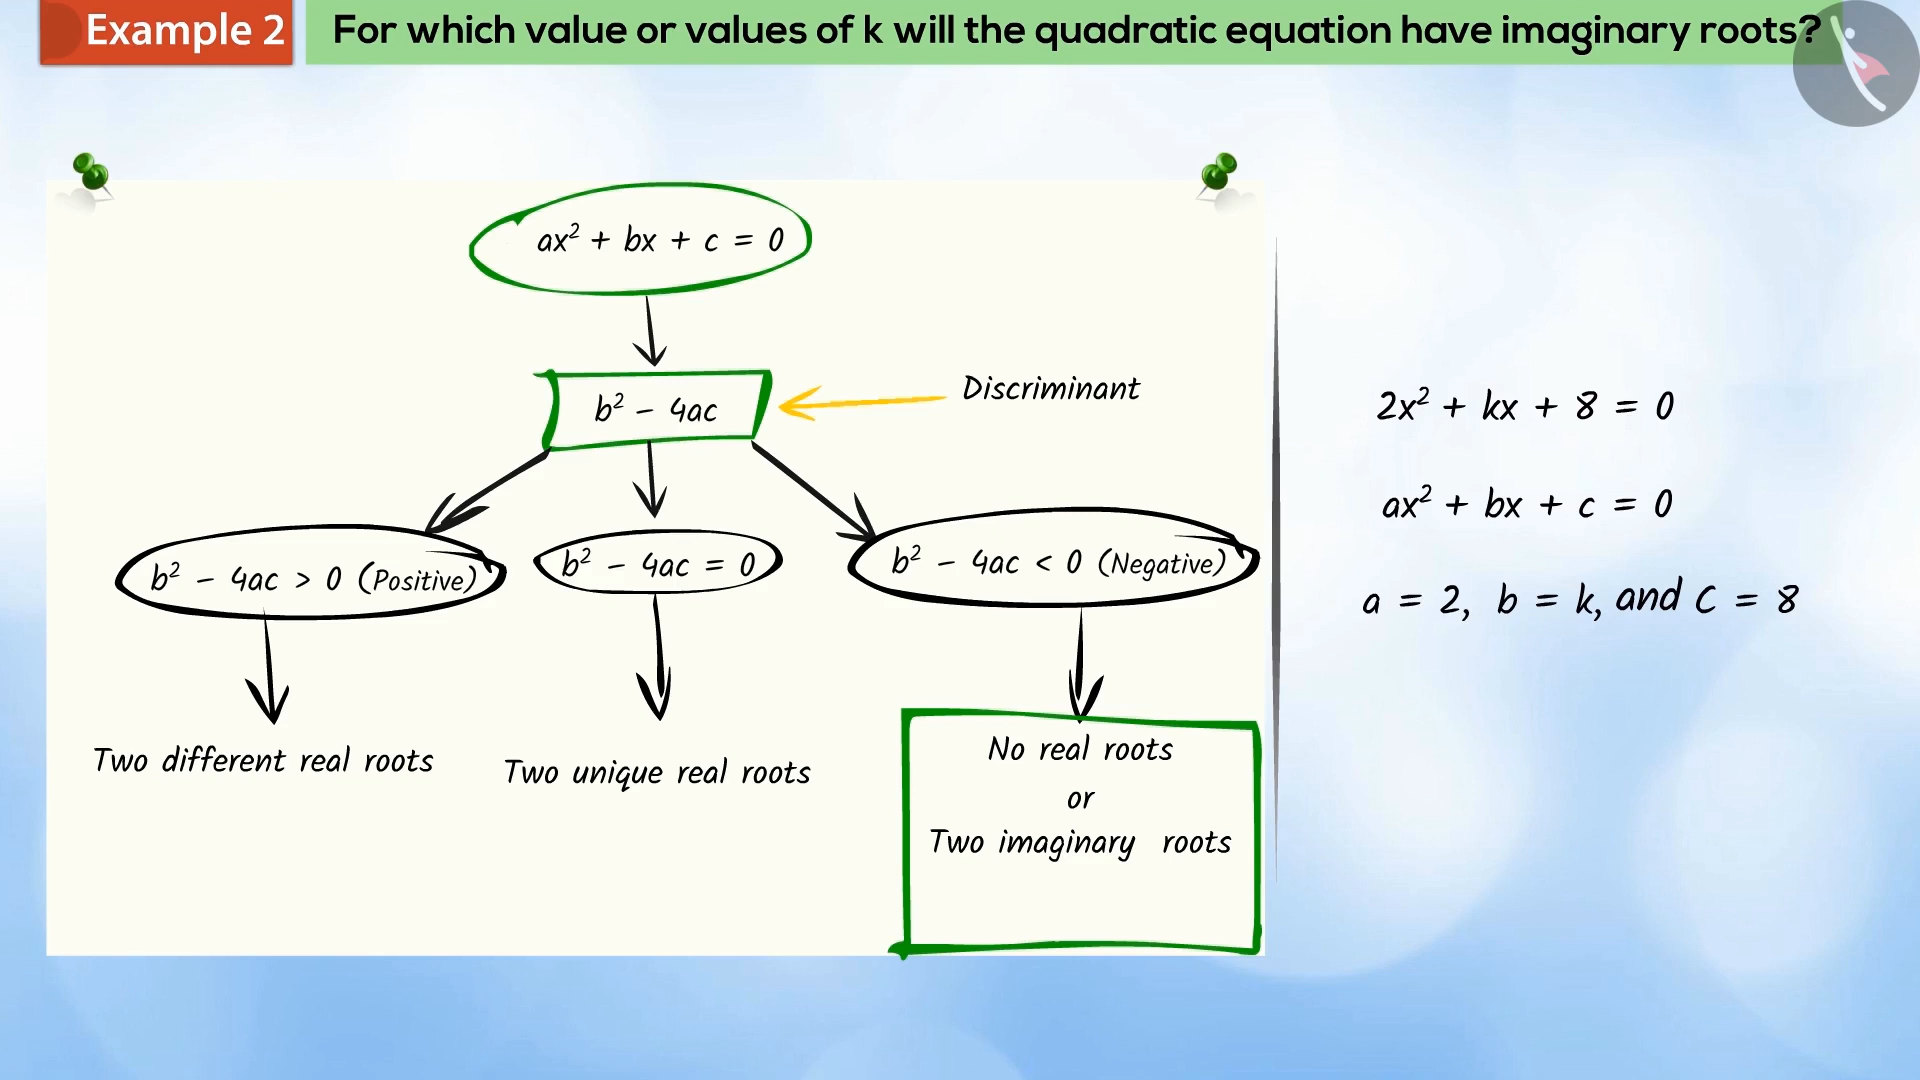 Example 2
For which value or values of k will the quadratic equation have imaginary roots?
ax² + bx + c = 0
b² – 4ac
Discriminant
b² – 4ac > 0 (Positive)
b² – 4ac = 0
b² – 4ac < 0 (Negative)
Two different real roots
Two unique real roots
No real roots
or
Two imaginary roots
2x² + kx + 8 = 0
ax² + bx + c = 0
a = 2, b = k, and C = 8